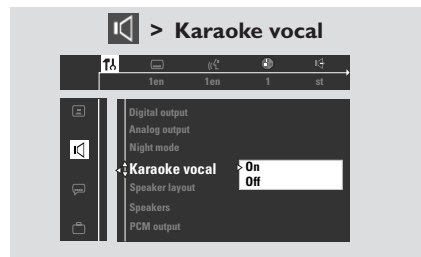 > Karaoke vocal
1en 1en 1 st
Digital output
Analog output
Night mode
Karaoke vocal
On
Off
Speaker layout
Speakers
PCM output